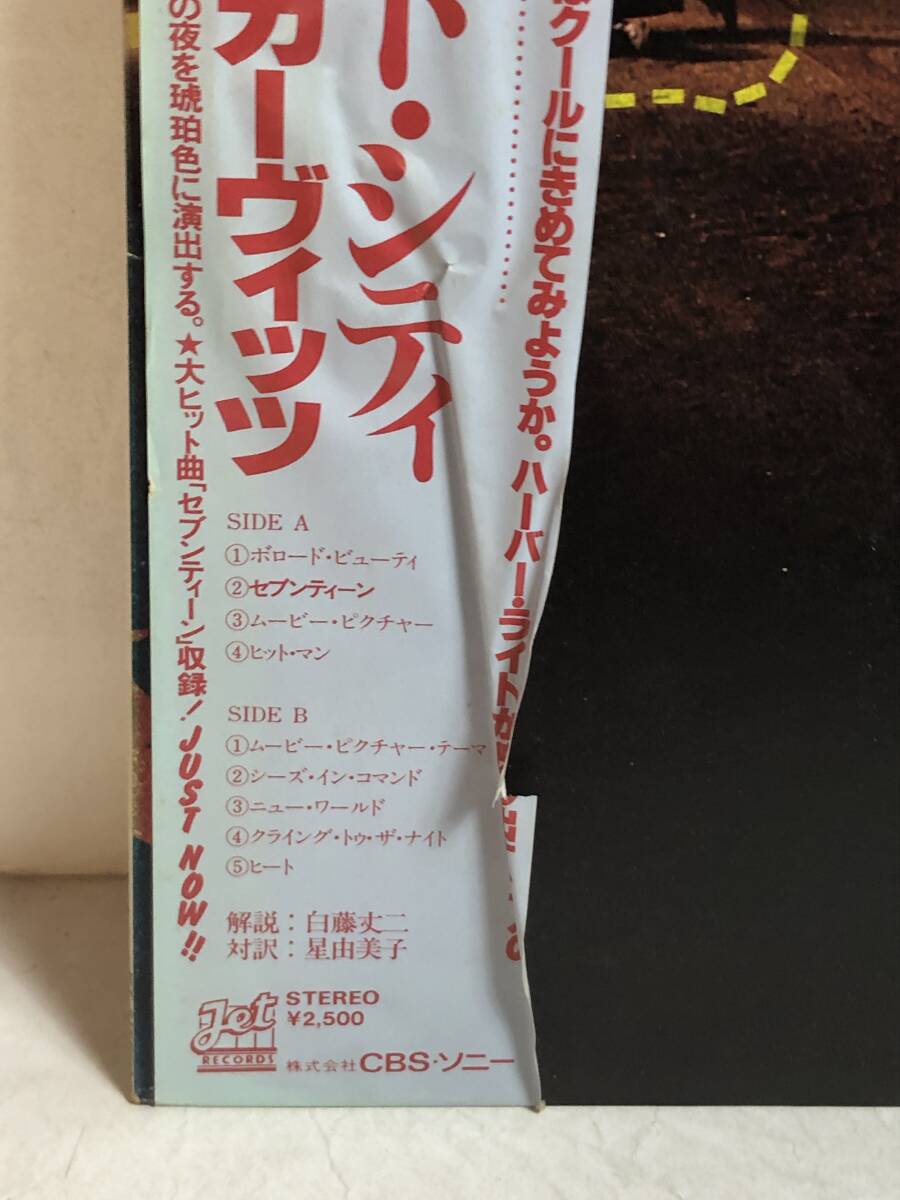 はクールにきめてみようか。ハーバー・ライトが
ト・シティ
カーヴィッツ
の夜を琥珀色に演出する。★大ヒット曲「セブンティーン」収録! JUST NOW!!
SIDE A
①ボロード・ビューティ
②セブンティーン
③ムービー・ピクチャー
④ヒット・マン
SIDE B
①ムービー・ピクチャー・テーマ
②シーズ・イン・コマンド
③ニュー・ワールド
④クライング・トゥ・ザ・ナイト
⑤ヒート
解説：白藤丈二
対訳：星由美子
Jet
RECORDS
STEREO
¥2,500
株式会社 CBS・ソニー